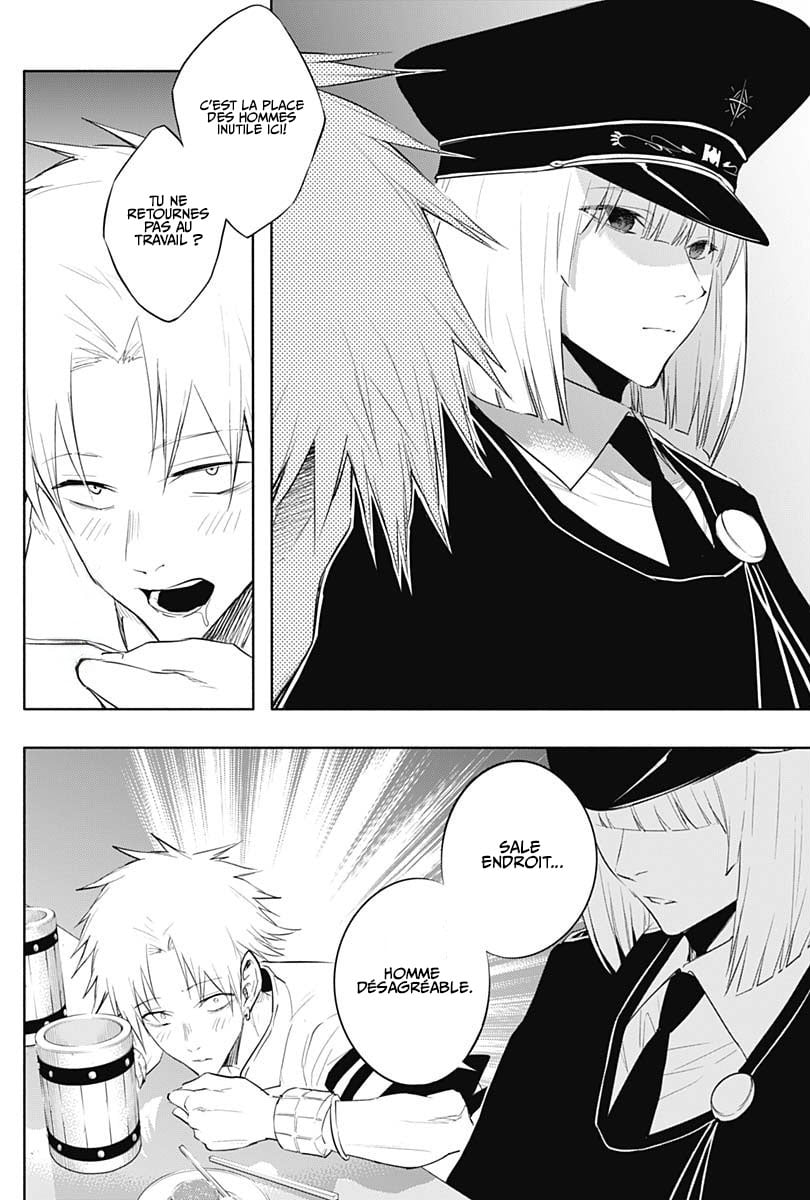 C'EST LA PLACE
DES HOMMES
INUTILE ICI!
TU NE
RETOURNES
PAS AU
TRAVAIL ?
SALE
ENDROIT...
HOMME
DÉSAGRÉABLE.